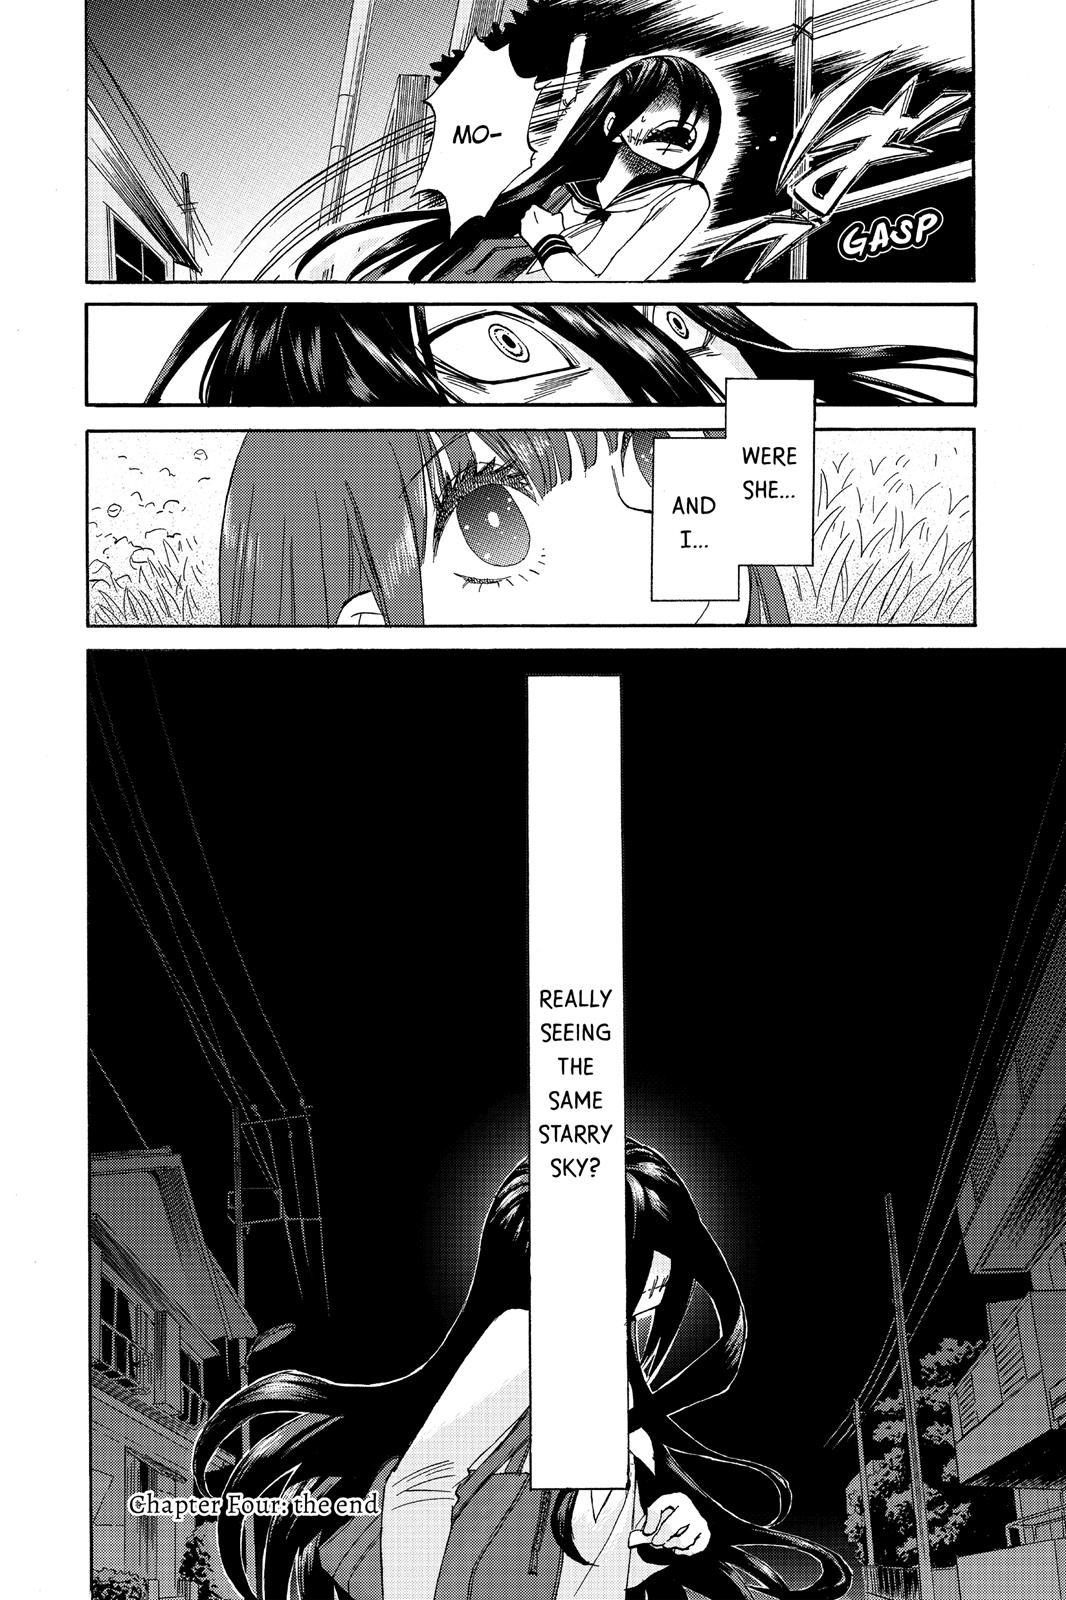 MO-
GASP
WERE
SHE...
AND
I...
REALLY
SEEING
THE
SAME
STARRY
SKY?
Chapter Four: the end